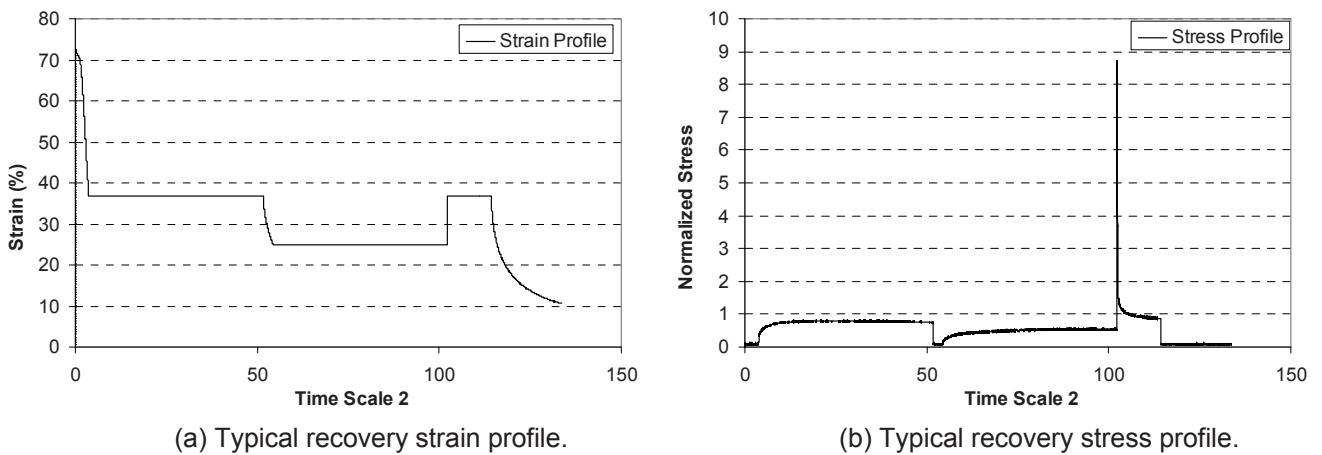 80
70
60
50
40
30
20
10
0
Strain (%)
Strain Profile
0 50 100 150
Time Scale 2
(a) Typical recovery strain profile.
10
9
8
7
6
5
4
3
2
1
0
Normalized Stress
Stress Profile
0 50 100 150
Time Scale 2
(b) Typical recovery stress profile.